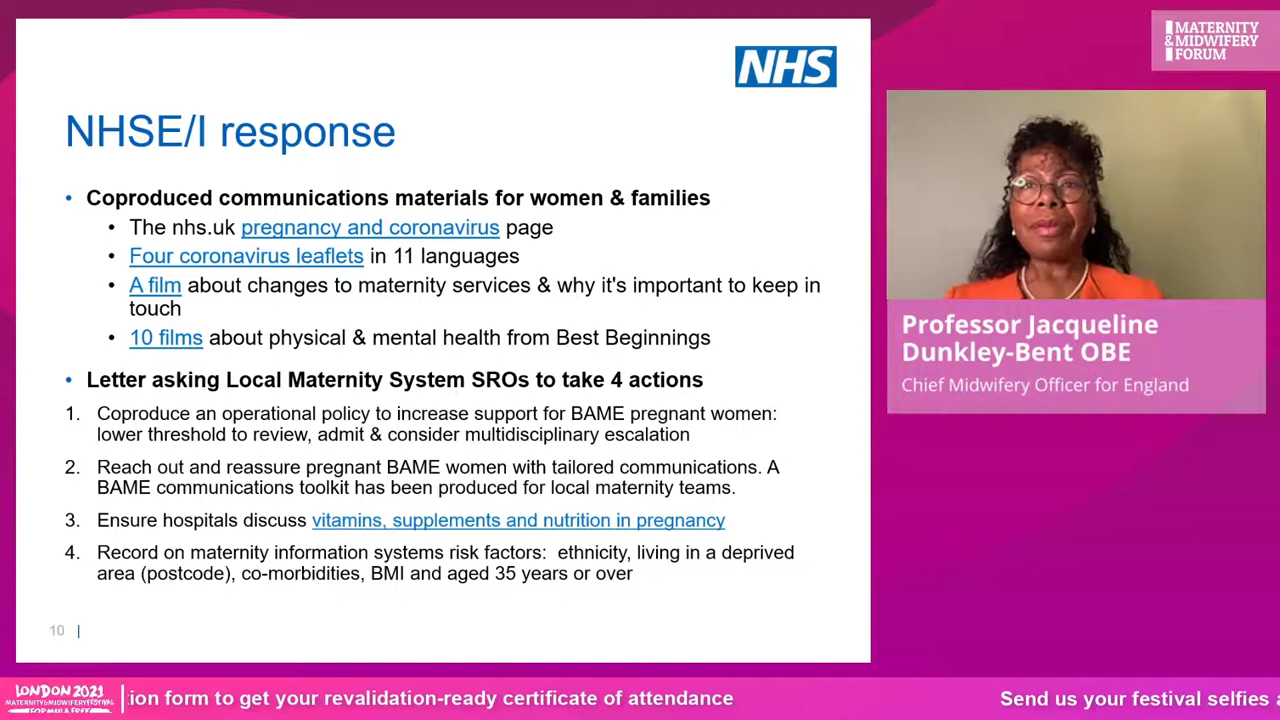 NHS
NHSE/I response
• Coproduced communications materials for women & families
• The nhs.uk pregnancy and coronavirus page
• Four coronavirus leaflets in 11 languages
• A film about changes to maternity services & why it's important to keep in
touch
• 10 films about physical & mental health from Best Beginnings
• Letter asking Local Maternity System SROs to take 4 actions
1. Coproduce an operational policy to increase support for BAME pregnant women:
lower threshold to review, admit & consider multidisciplinary escalation
2. Reach out and reassure pregnant BAME women with tailored communications. A
BAME communications toolkit has been produced for local maternity teams.
3. Ensure hospitals discuss vitamins, supplements and nutrition in pregnancy
4. Record on maternity information systems risk factors: ethnicity, living in a deprived
area (postcode), co-morbidities, BMI and aged 35 years or over
10 |
MATERNITY
& MIDWIFERY
FORUM
Professor Jacqueline
Dunkley-Bent OBE
Chief Midwifery Officer for England
LONDON 2021
MATERNITY&MIDWIFERY FESTIVAL
FORMULA FREE
ion form to get your revalidation-ready certificate of attendance
Send us your festival selfies a